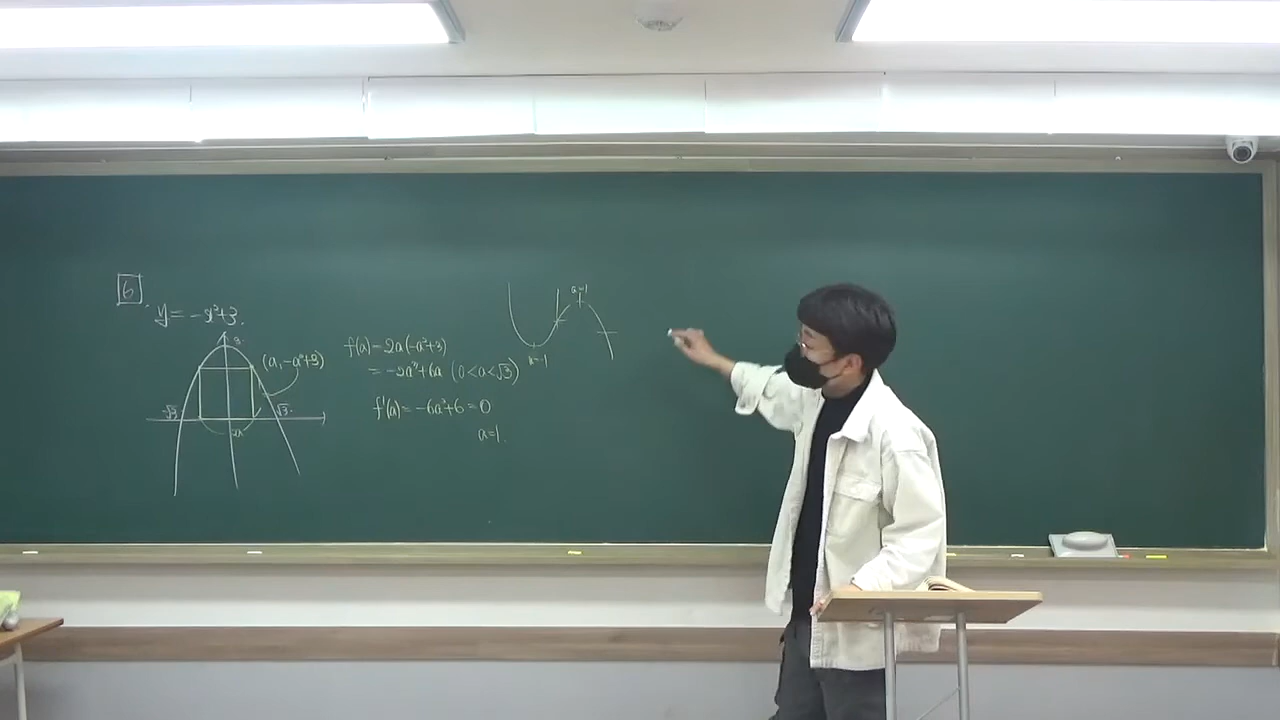 6
y = -x²+3.
3
(a, -a²+3)
-√3
√3
2a
f(a) = 2a(-a²+3)
= -2a³+6a (0<a<√3)
f'(a) = -6a²+6 = 0
a=1.
a=-1
a=1